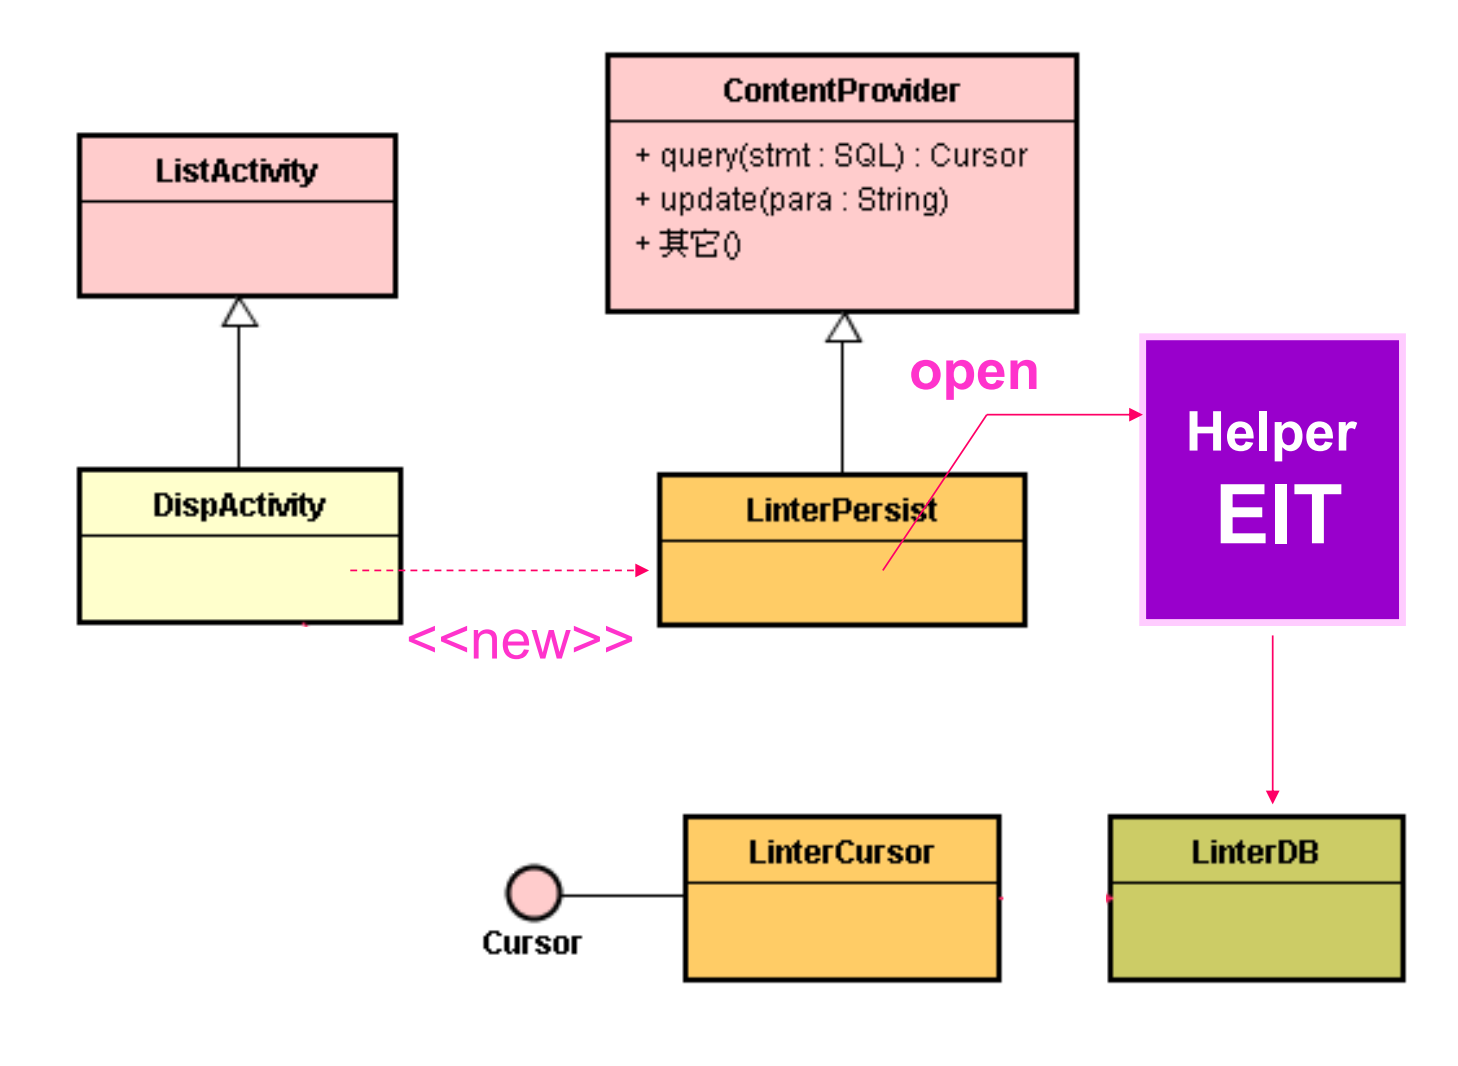 ContentProvider
+ query(stmt : SQL) : Cursor
+ update(para : String)
+ 其它()
ListActivity
open
Helper
EIT
DispActivity
LinterPersist
<<new>>
LinterCursor
LinterDB
Cursor